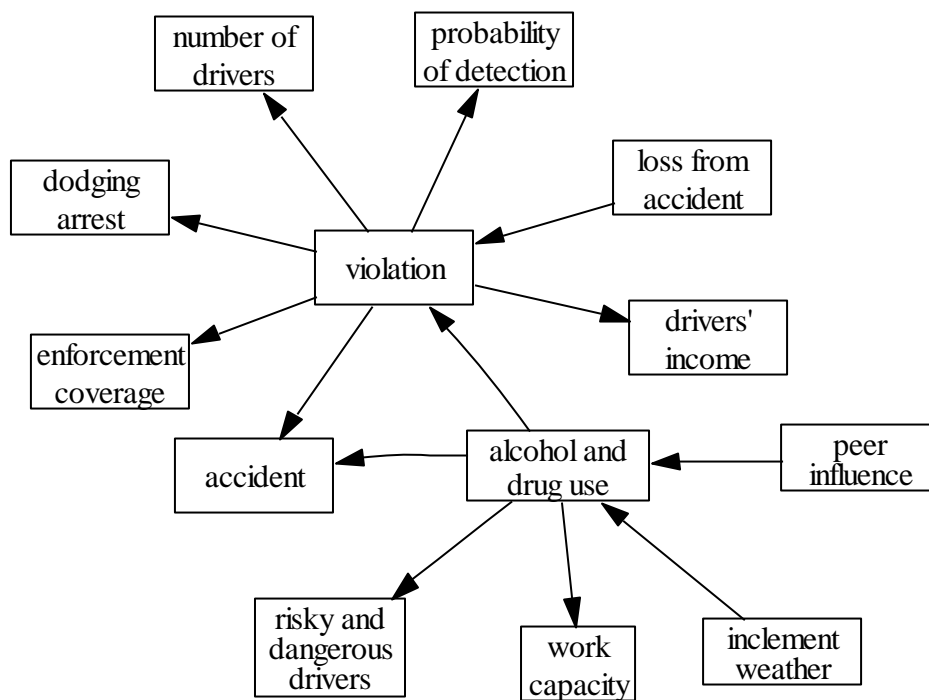 number of
drivers
probability
of detection
dodging
arrest
loss from
accident
violation
enforcement
coverage
drivers'
income
accident
alcohol and
drug use
peer
influence
risky and
dangerous
drivers
work
capacity
inclement
weather